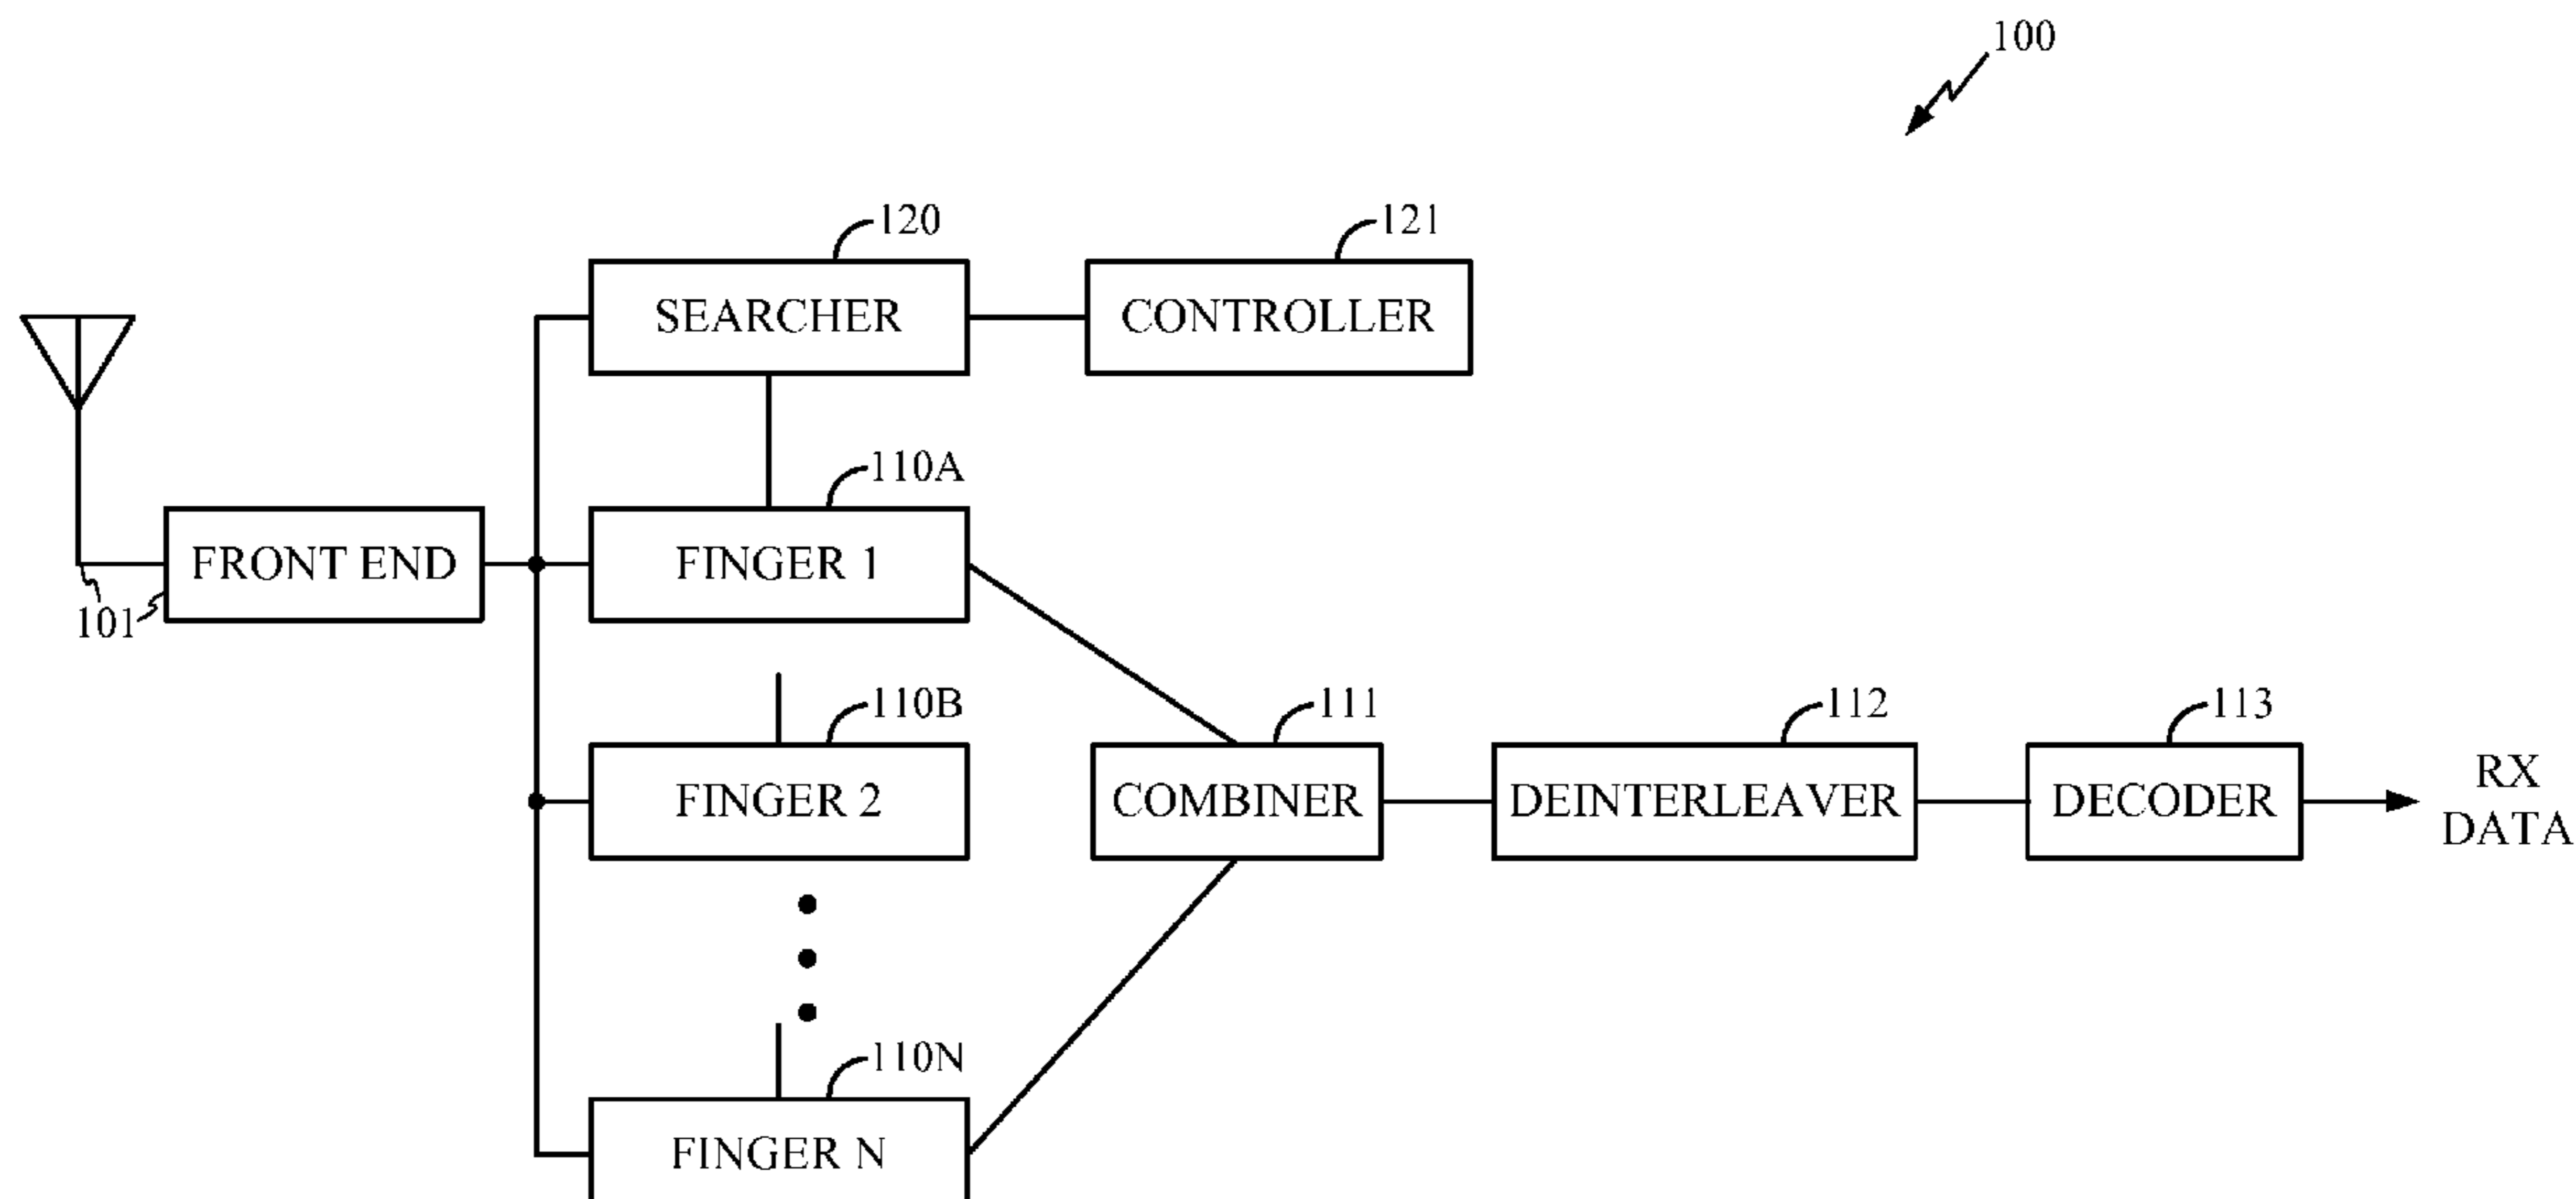 100
120
121
SEARCHER
CONTROLLER
110A
FRONT END
FINGER 1
101
110B
111
112
113
FINGER 2
COMBINER
DEINTERLEAVER
DECODER
RX
DATA
110N
FINGER N